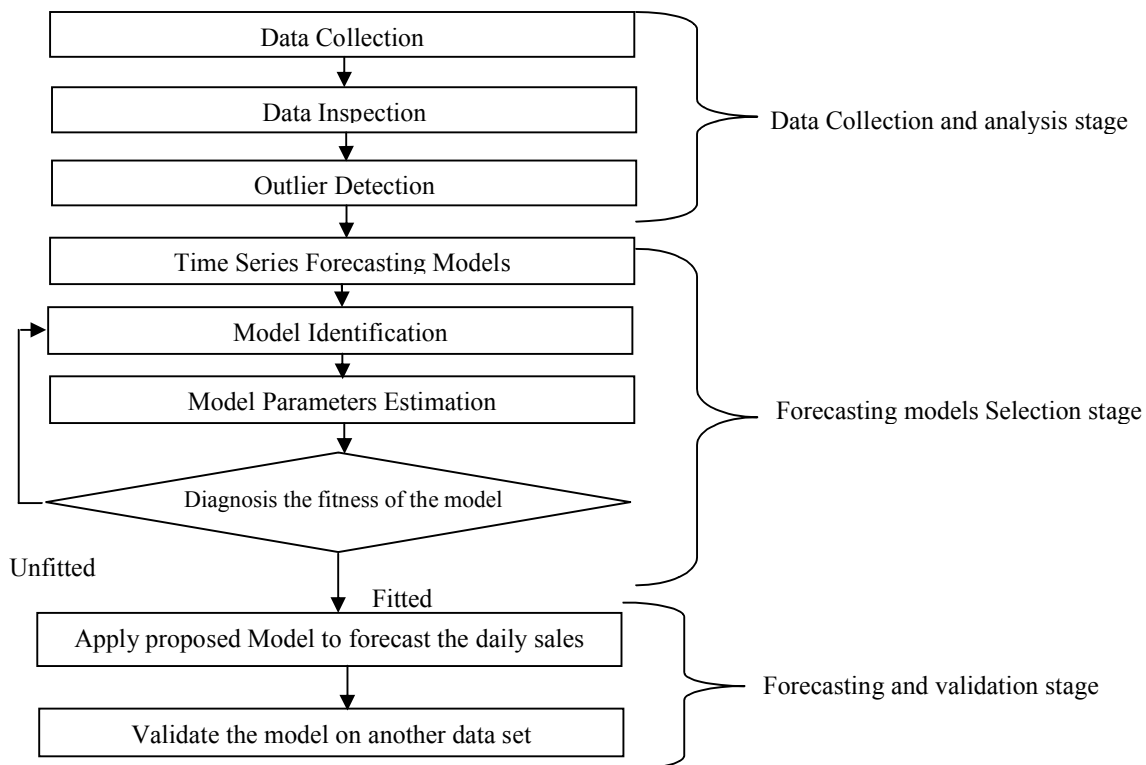 Data Collection
Data Inspection
Data Collection and analysis stage
Outlier Detection
Time Series Forecasting Models
Model Identification
Model Parameters Estimation
Forecasting models Selection stage
Diagnosis the fitness of the model
Unfitted
Fitted
Apply proposed Model to forecast the daily sales
Forecasting and validation stage
Validate the model on another data set